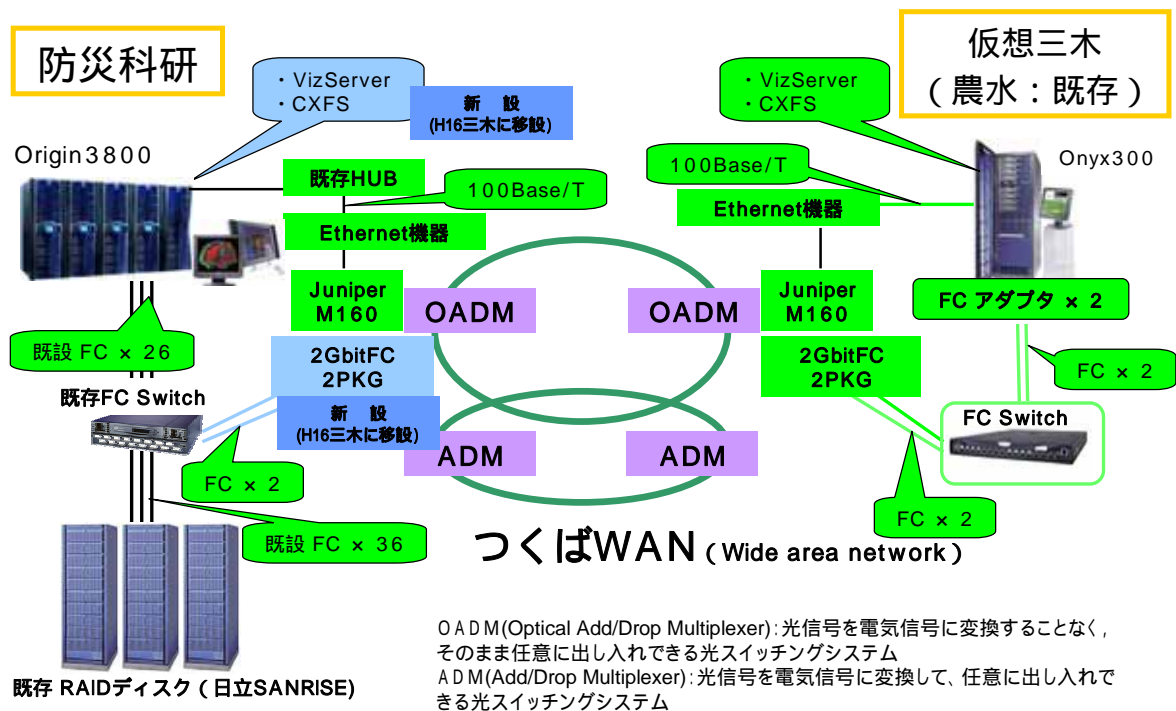 防災科研
・VizServer
・CXFS
新　設
(H16三木に移設)
Origin3800
既存HUB
100Base/T
Ethernet機器
Juniper
M160
OADM
既設 FC × 26
2GbitFC
2PKG
新　設
(H16三木に移設)
既存FC Switch
ADM
FC × 2
既設 FC × 36
既存 RAIDディスク（日立SANRISE)
仮想三木
（農水：既存）
・VizServer
・CXFS
100Base/T
Onyx300
Ethernet機器
OADM
Juniper
M160
FC アダプタ × 2
2GbitFC
2PKG
FC × 2
FC Switch
ADM
FC × 2
つくばWAN（Wide area network）
OADM(Optical Add/Drop Multiplexer):光信号を電気信号に変換することなく，
そのまま任意に出し入れできる光スイッチングシステム
ADM(Add/Drop Multiplexer):光信号を電気信号に変換して、任意に出し入れで
きる光スイッチングシステム